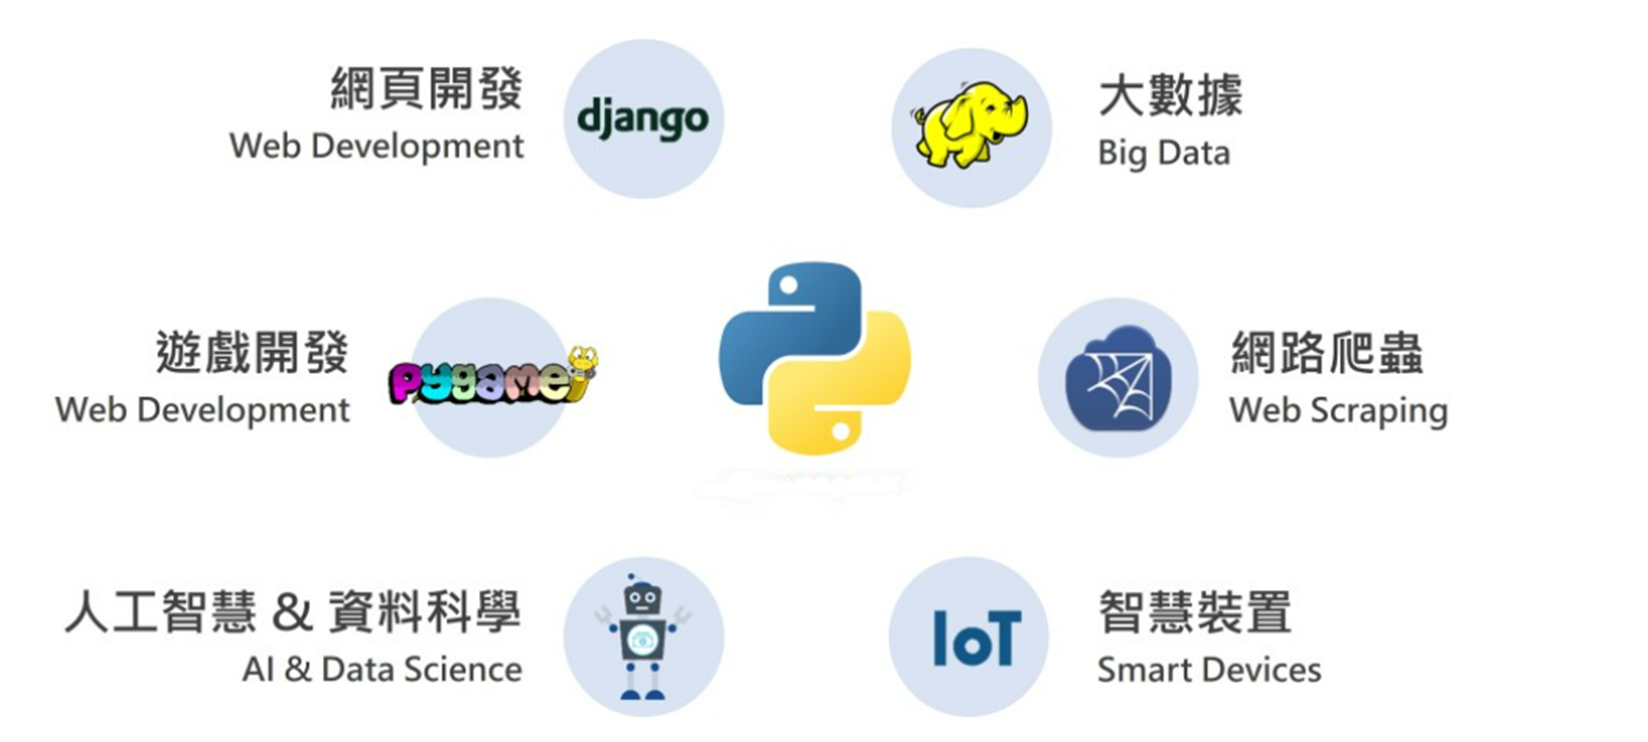 網頁開發
Web Development
django
大數據
Big Data
遊戲開發
Web Development
pygame
網路爬蟲
Web Scraping
人工智慧 & 資料科學
AI & Data Science
IoT
智慧裝置
Smart Devices